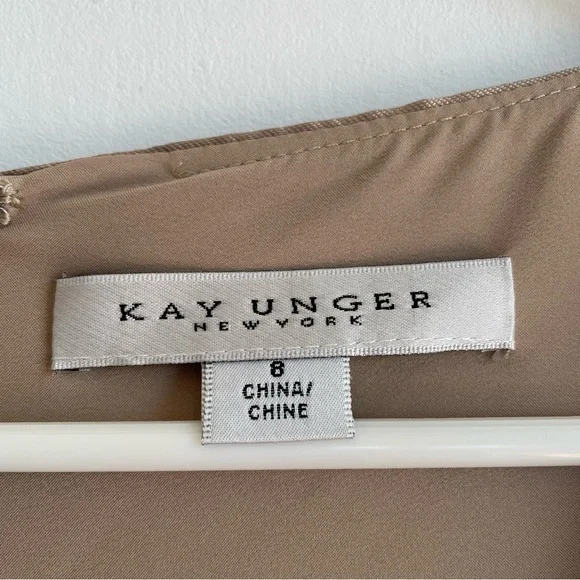 KAY UNGER
NEW YORK
8
CHINA/
CHINE